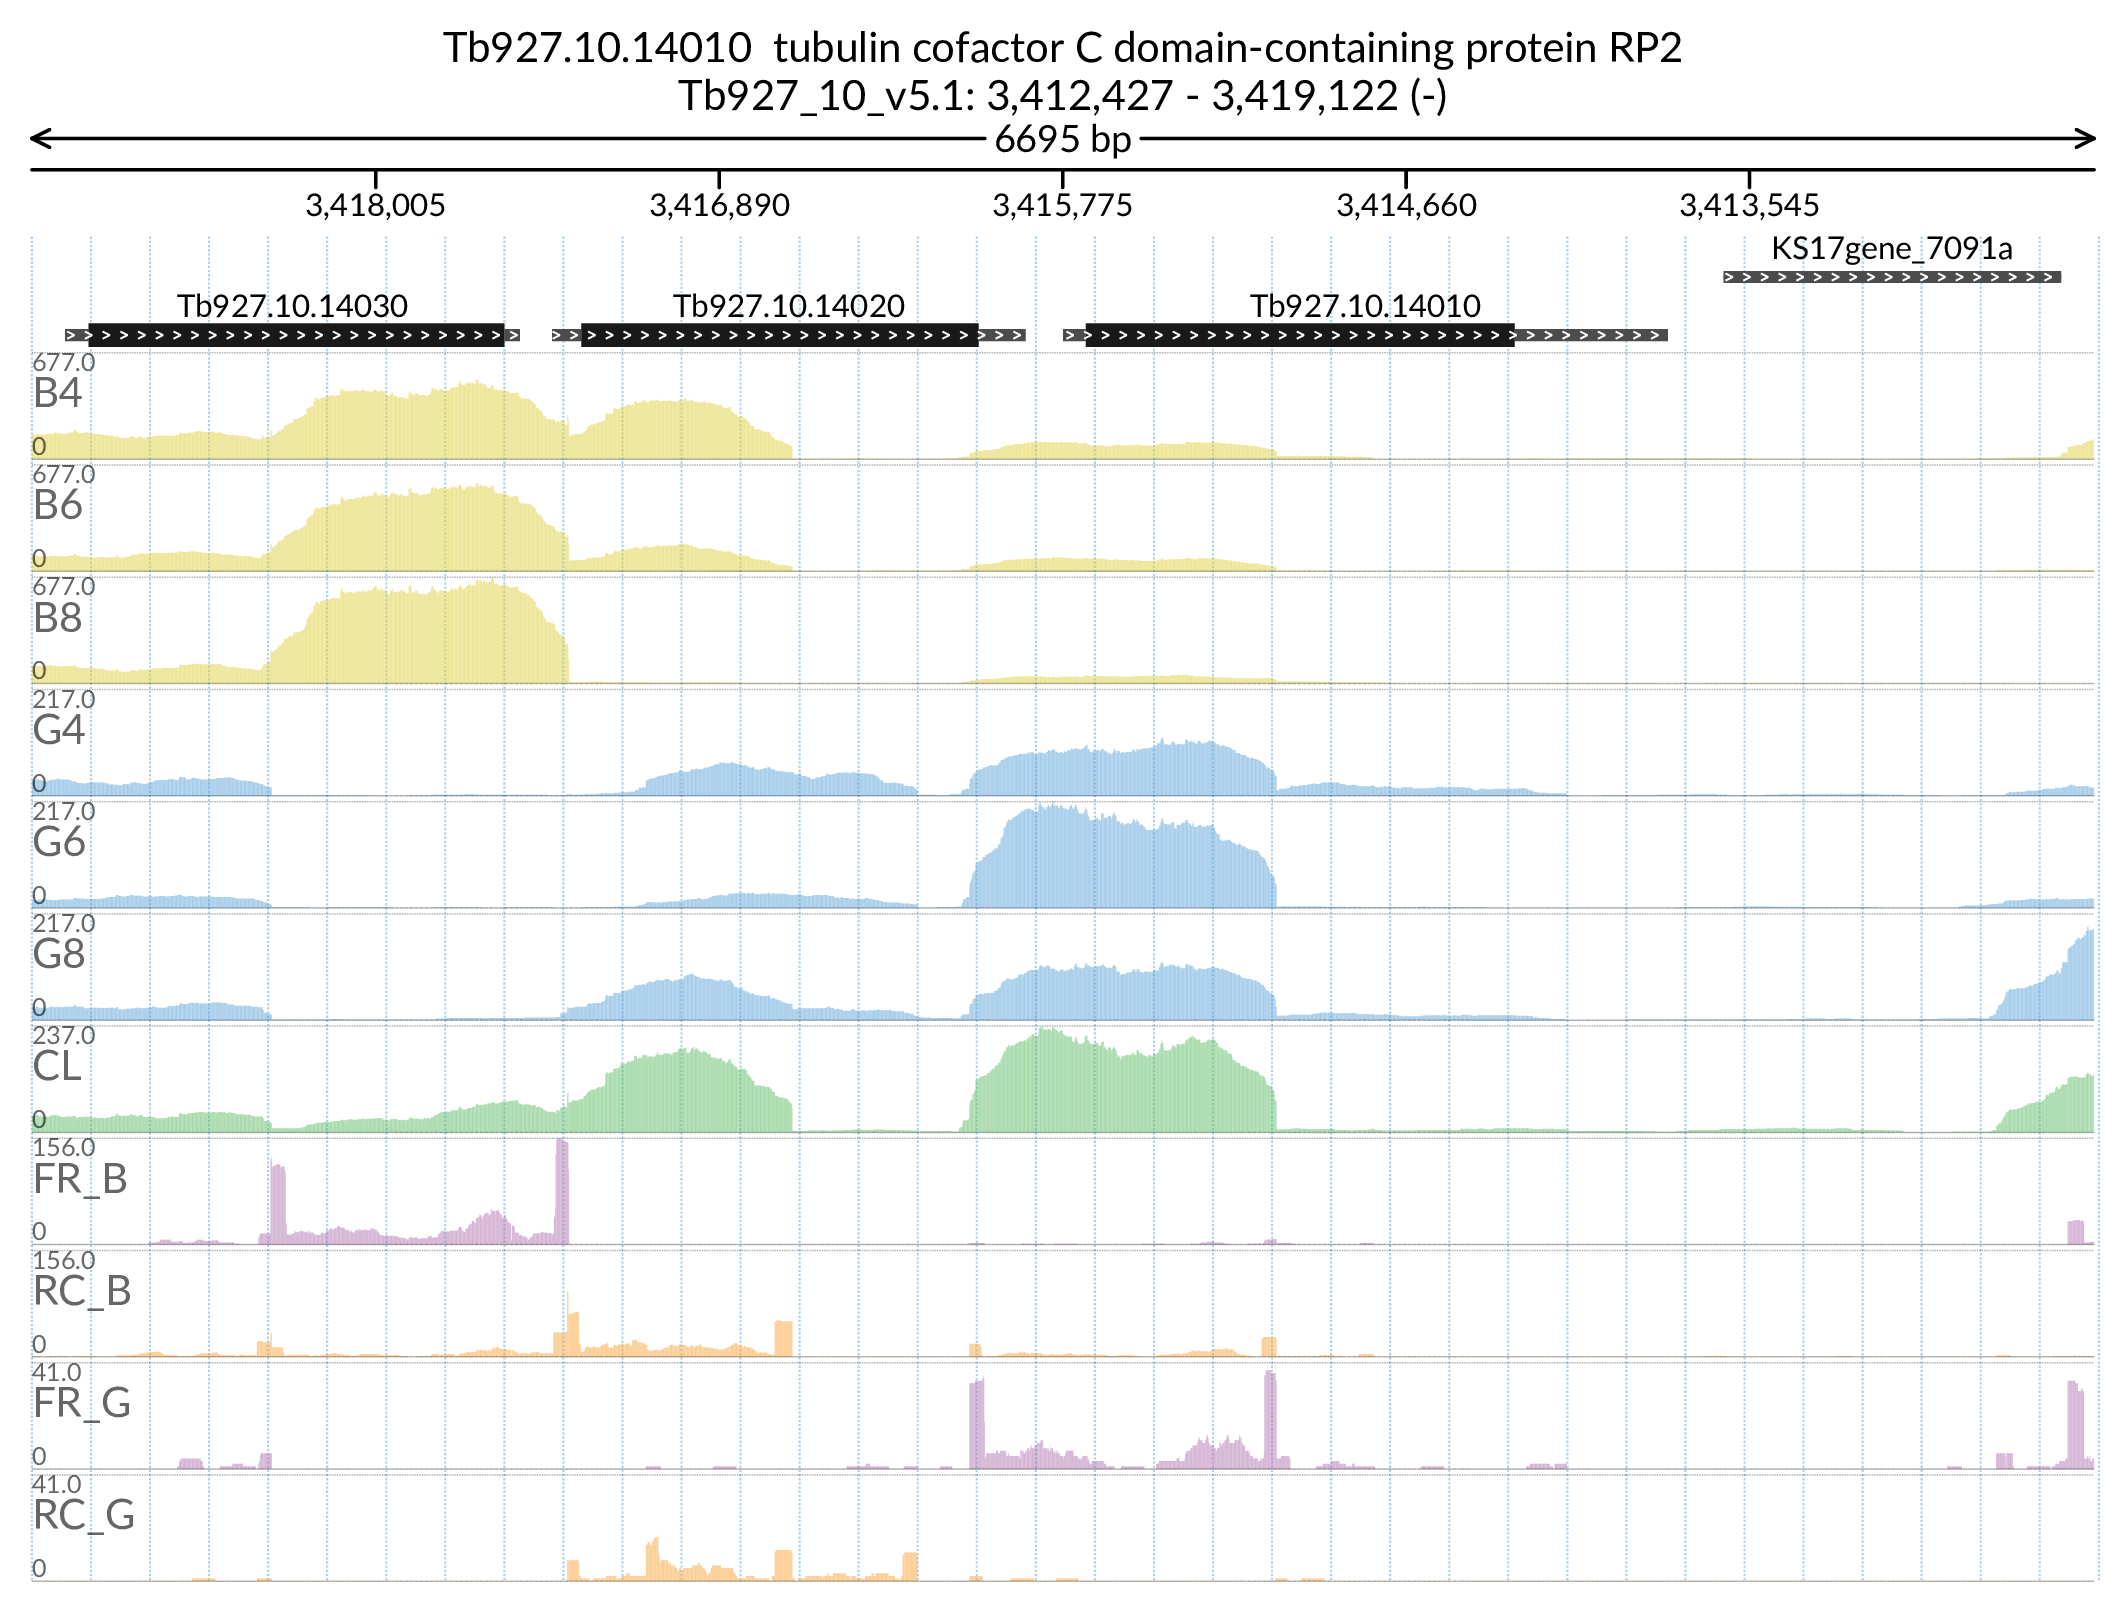 Tb927.10.14010 tubulin cofactor C domain-containing protein RP2
Tb927_10_v5.1: 3,412,427 - 3,419,122 (-)
6695 bp
3,418,005 3,416,890 3,415,775 3,414,660 3,413,545
KS17gene_7091a
Tb927.10.14030 Tb927.10.14020 Tb927.10.14010
677.0
B4
0
677.0
B6
0
677.0
B8
0
217.0
G4
0
217.0
G6
0
217.0
G8
0
237.0
CL
0
156.0
FR_B
0
156.0
RC_B
0
41.0
FR_G
0
41.0
RC_G
0